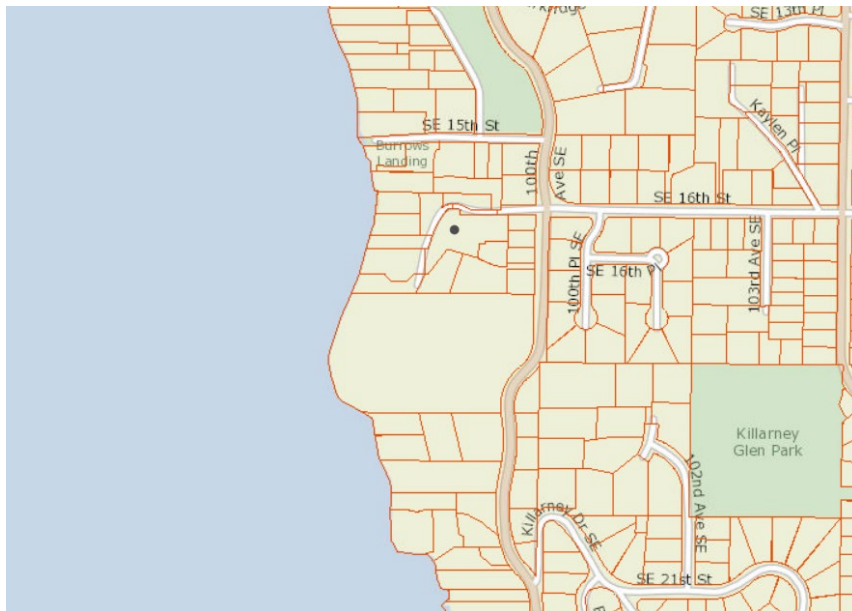 SE 13th Pl
SE 15th St
Burrows
Landing
100th
Ave SE
Kaylen Pl
SE 16th St
100th Pl SE
SE 16th Pl
103rd Ave SE
Killarney
Glen Park
102nd Ave SE
Killarney Dr SE
SE 21st St